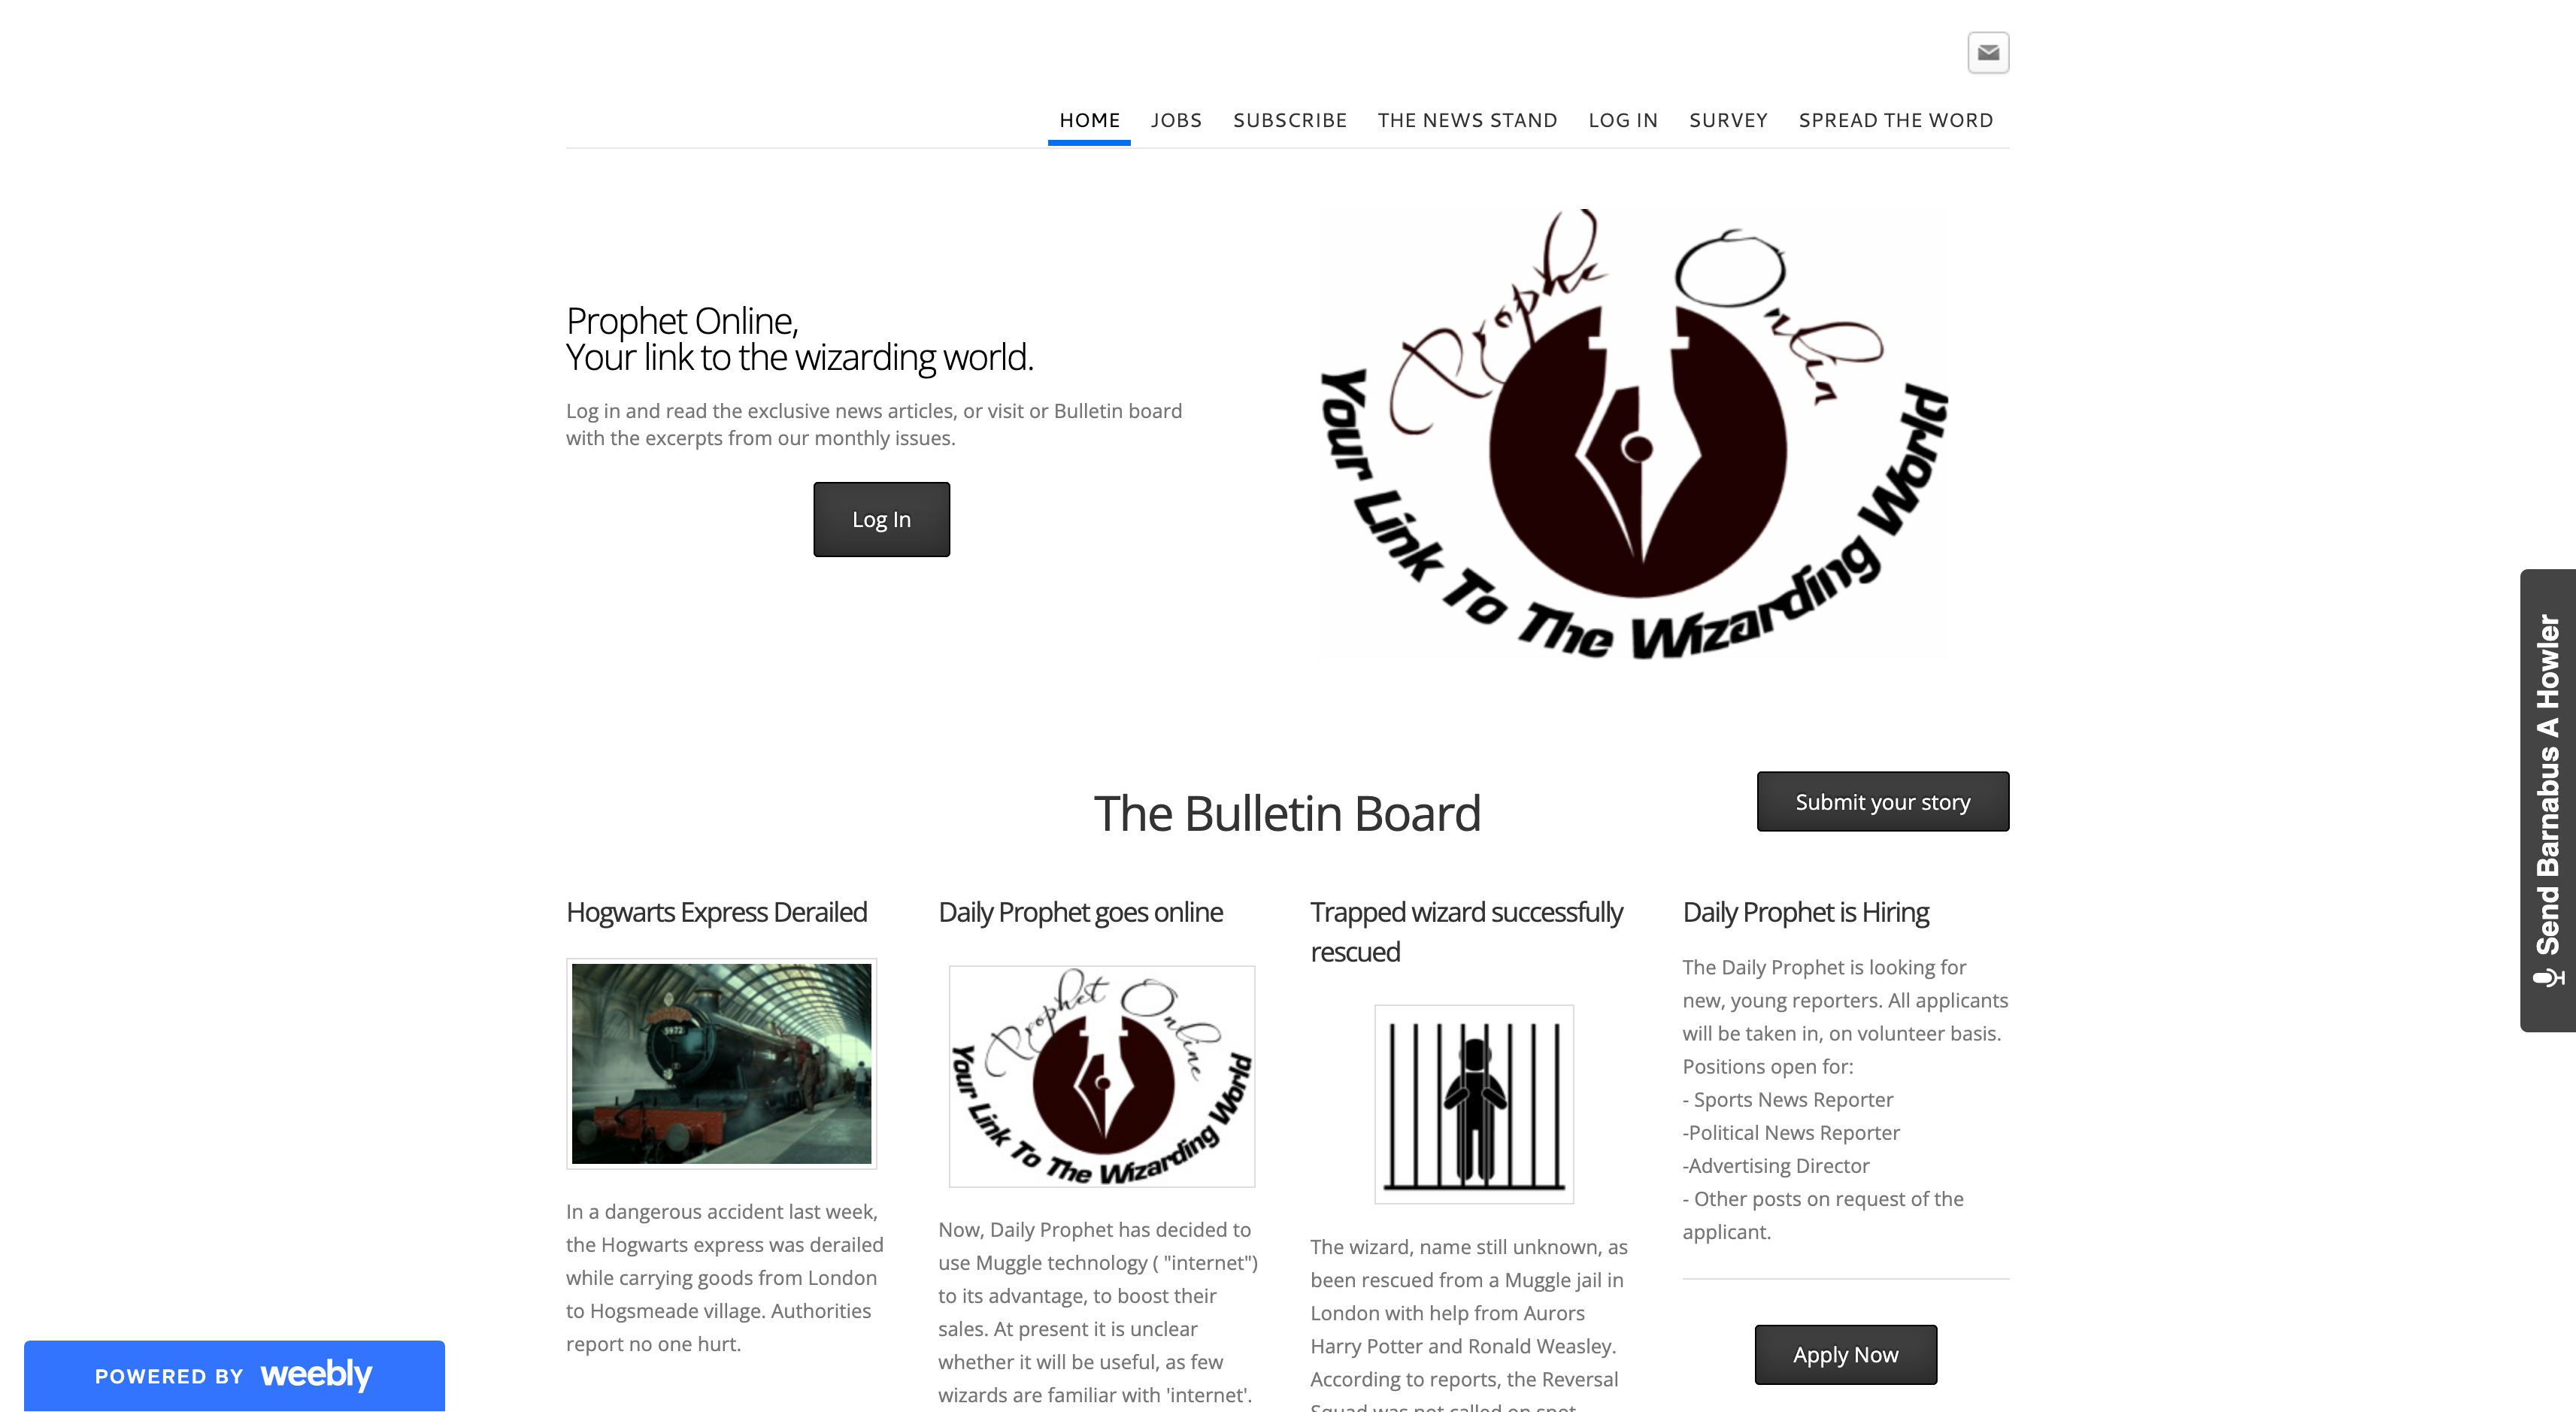 HOME JOBS SUBSCRIBE THE NEWS STAND LOG IN SURVEY SPREAD THE WORD
Prophet Online,
Your link to the wizarding world.
Log in and read the exclusive news articles, or visit or Bulletin board
with the excerpts from our monthly issues.
Log In
Prophe Onlin
Your Link To The Wizarding World
Send Barnabus A Howler
The Bulletin Board
Submit your story
Hogwarts Express Derailed
5972
In a dangerous accident last week,
the Hogwarts express was derailed
while carrying goods from London
to Hogsmeade village. Authorities
report no one hurt.
Daily Prophet goes online
Prophet Online
Your Link To The Wizarding World
Now, Daily Prophet has decided to
use Muggle technology ( "internet")
to its advantage, to boost their
sales. At present it is unclear
whether it will be useful, as few
wizards are familiar with 'internet'.
Trapped wizard successfully
rescued
The wizard, name still unknown, as
been rescued from a Muggle jail in
London with help from Aurors
Harry Potter and Ronald Weasley.
According to reports, the Reversal
Squad was not called on spot
Daily Prophet is Hiring
The Daily Prophet is looking for
new, young reporters. All applicants
will be taken in, on volunteer basis.
Positions open for:
- Sports News Reporter
-Political News Reporter
-Advertising Director
- Other posts on request of the
applicant.
Apply Now
POWERED BY weebly